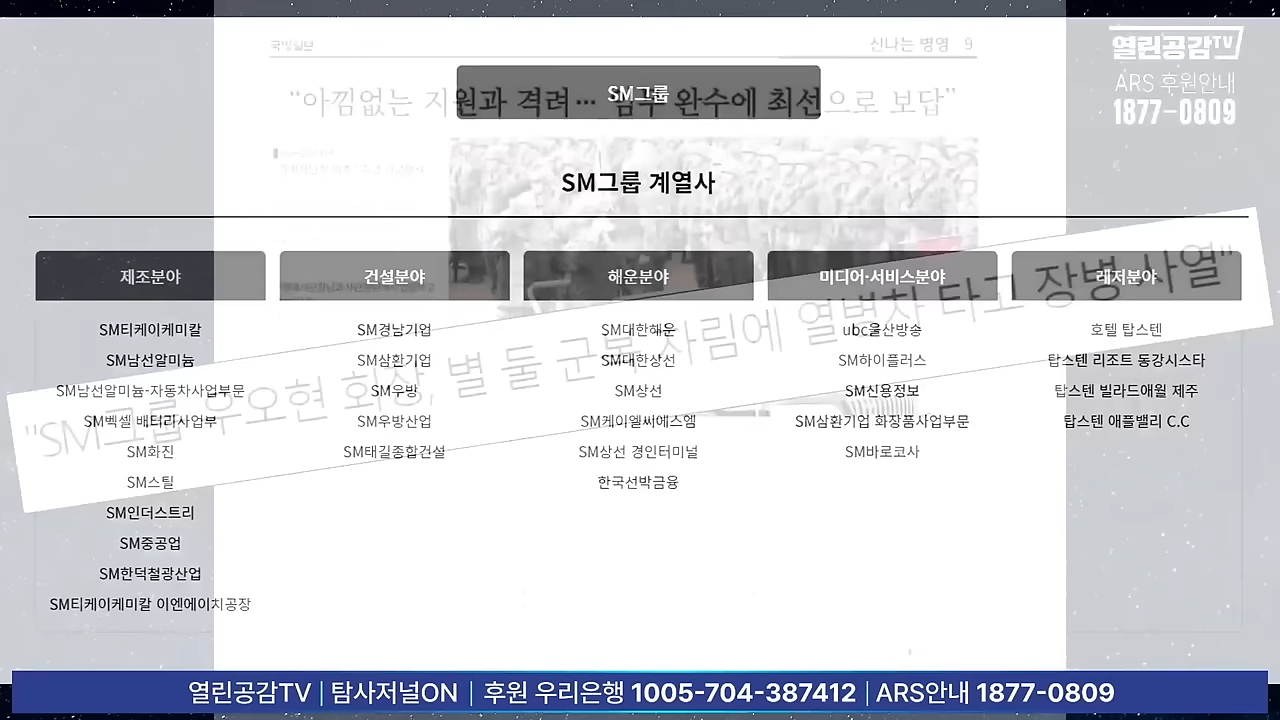 국방일보
신나는 병영 9
열린공감TV
ARS 후원안내
1877-0809
"아낌없는 지원과 격려… 임무 완수에 최선으로 보답"
SM그룹
SM그룹 계열사
"SM그룹 우오현 회장, 별 둘 군복 차림에 열병차 타고 장병 사열"
제조분야
SM티케이케미칼
SM남선알미늄
SM남선알미늄-자동차사업부문
SM벡셀 배터리사업부
SM화진
SM스틸
SM인더스트리
SM중공업
SM한덕철광산업
SM티케이케미칼 이엔에이치공장
건설분야
SM경남기업
SM삼환기업
SM우방
SM우방산업
SM태길종합건설
해운분야
SM대한해운
SM대한상선
SM상선
SM케이엘씨에스엠
SM상선 경인터미널
한국선박금융
미디어·서비스분야
ubc울산방송
SM하이플러스
SM신용정보
SM삼환기업 화장품사업부문
SM바로코사
레저분야
호텔 탑스텐
탑스텐 리조트 동강시스타
탑스텐 빌라드애월 제주
탑스텐 애플밸리 C.C
열린공감TV | 탐사저널ON | 후원 우리은행 1005-704-387412 | ARS안내 1877-0809